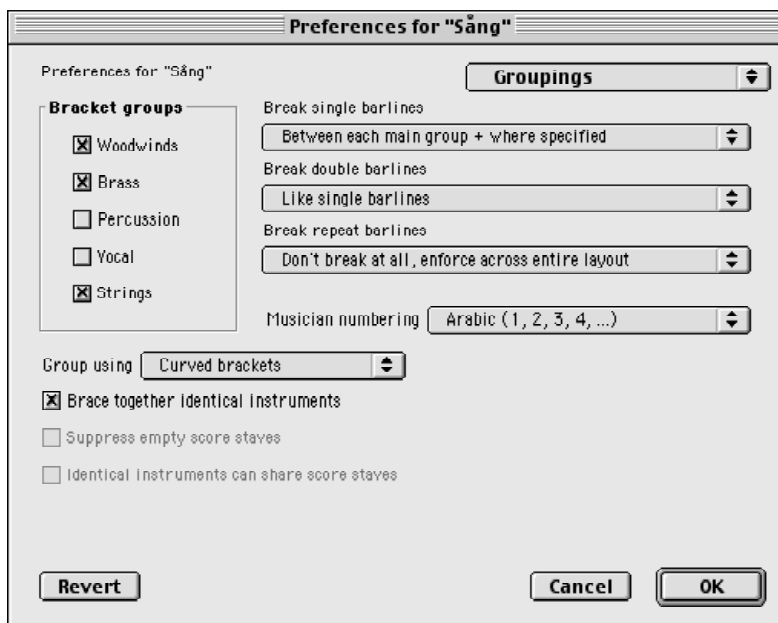 Preferences for "Sång"
Preferences for "Sång"
Groupings
Bracket groups
Woodwinds
Brass
Percussion
Vocal
Strings
Break single barlines
Between each main group + where specified
Break double barlines
Like single barlines
Break repeat barlines
Don't break at all, enforce across entire layout
Musician numbering
Arabic (1, 2, 3, 4, ...)
Group using
Curved brackets
Brace together identical instruments
Suppress empty score staves
Identical instruments can share score staves
Revert
Cancel
OK